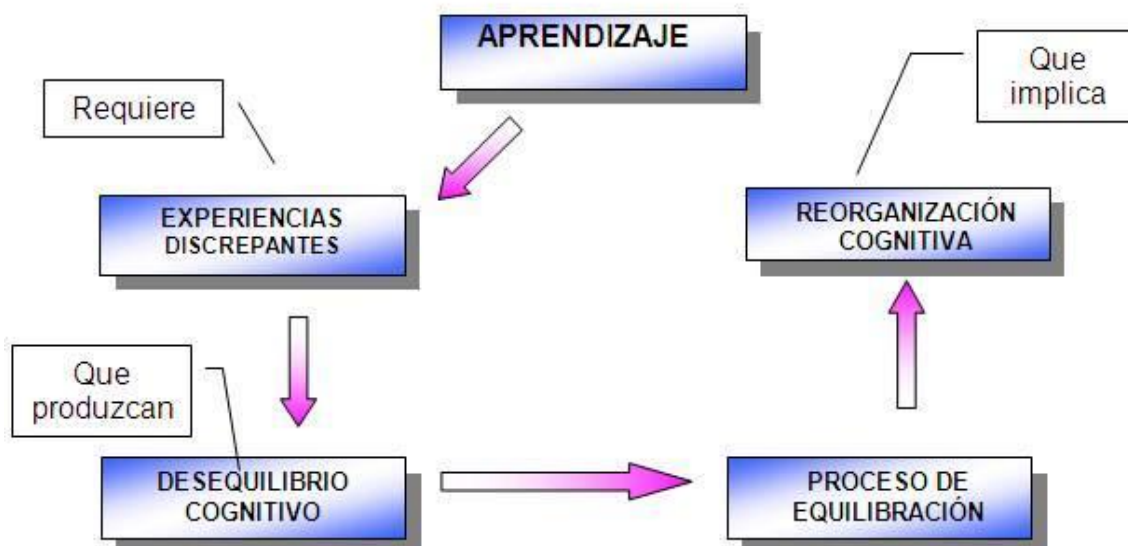 APRENDIZAJE
Requiere
EXPERIENCIAS
DISCREPANTES
Que
produzcan
DESEQUILIBRIO
COGNITIVO
PROCESO DE
EQUILIBRACIÓN
Que
implica
REORGANIZACIÓN
COGNITIVA